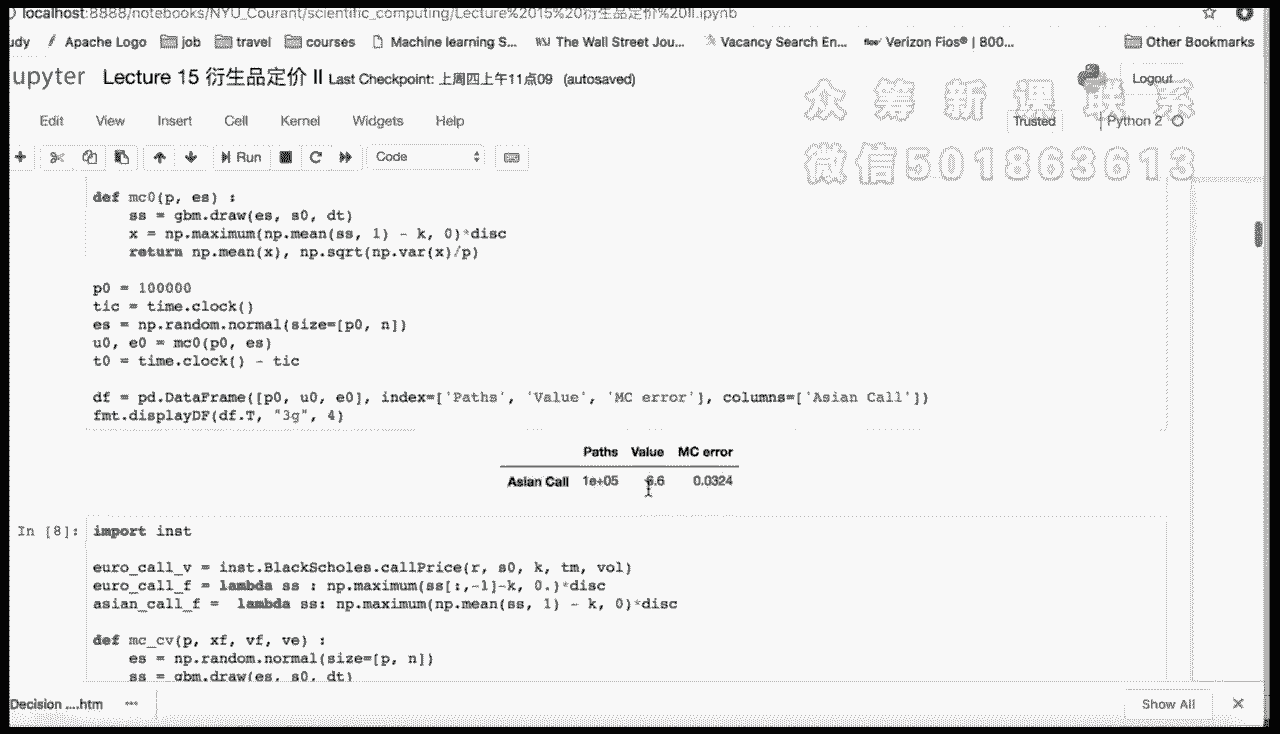 localhost:8888/notebooks/NYU_Courant/scientific_computing/Lecture%2015%20衍生品定价%20II.ipynb
Apache Logo job travel courses Machine learning S... WSJ The Wall Street Jou... Vacancy Search En... Verizon Fios® | 800... Other Bookmarks
upyter Lecture 15 衍生品定价 II Last Checkpoint: 上周四上午11点09 (autosaved) Logout
众筹新课联系
Edit View Insert Cell Kernel Widgets Help Trusted Python 2
Run Code
微信501863613
def mc0(p, es) :
    ss = gbm.draw(es, s0, dt)
    x = np.maximum(np.mean(ss, 1) - k, 0)*disc
    return np.mean(x), np.sqrt(np.var(x)/p)
p0 = 100000
tic = time.clock()
es = np.random.normal(size=[p0, n])
u0, e0 = mc0(p0, es)
t0 = time.clock() - tic
df = pd.DataFrame([p0, u0, e0], index=['Paths', 'Value', 'MC error'], columns=['Asian Call'])
fmt.displayDF(df.T, "3g", 4)
Paths Value MC error
Asian Call 1e+05 6.6 0.0324
In [8]: import inst
euro_call_v = inst.BlackScholes.callPrice(r, s0, k, tm, vol)
euro_call_f = lambda ss : np.maximum(ss[:,-1]-k, 0.)*disc
asian_call_f =  lambda ss: np.maximum(np.mean(ss, 1) - k, 0)*disc
def mc_cv(p, xf, vf, ve) :
    es = np.random.normal(size=[p, n])
    ss = gbm.draw(es, s0, dt)
Decision ....htm Show All